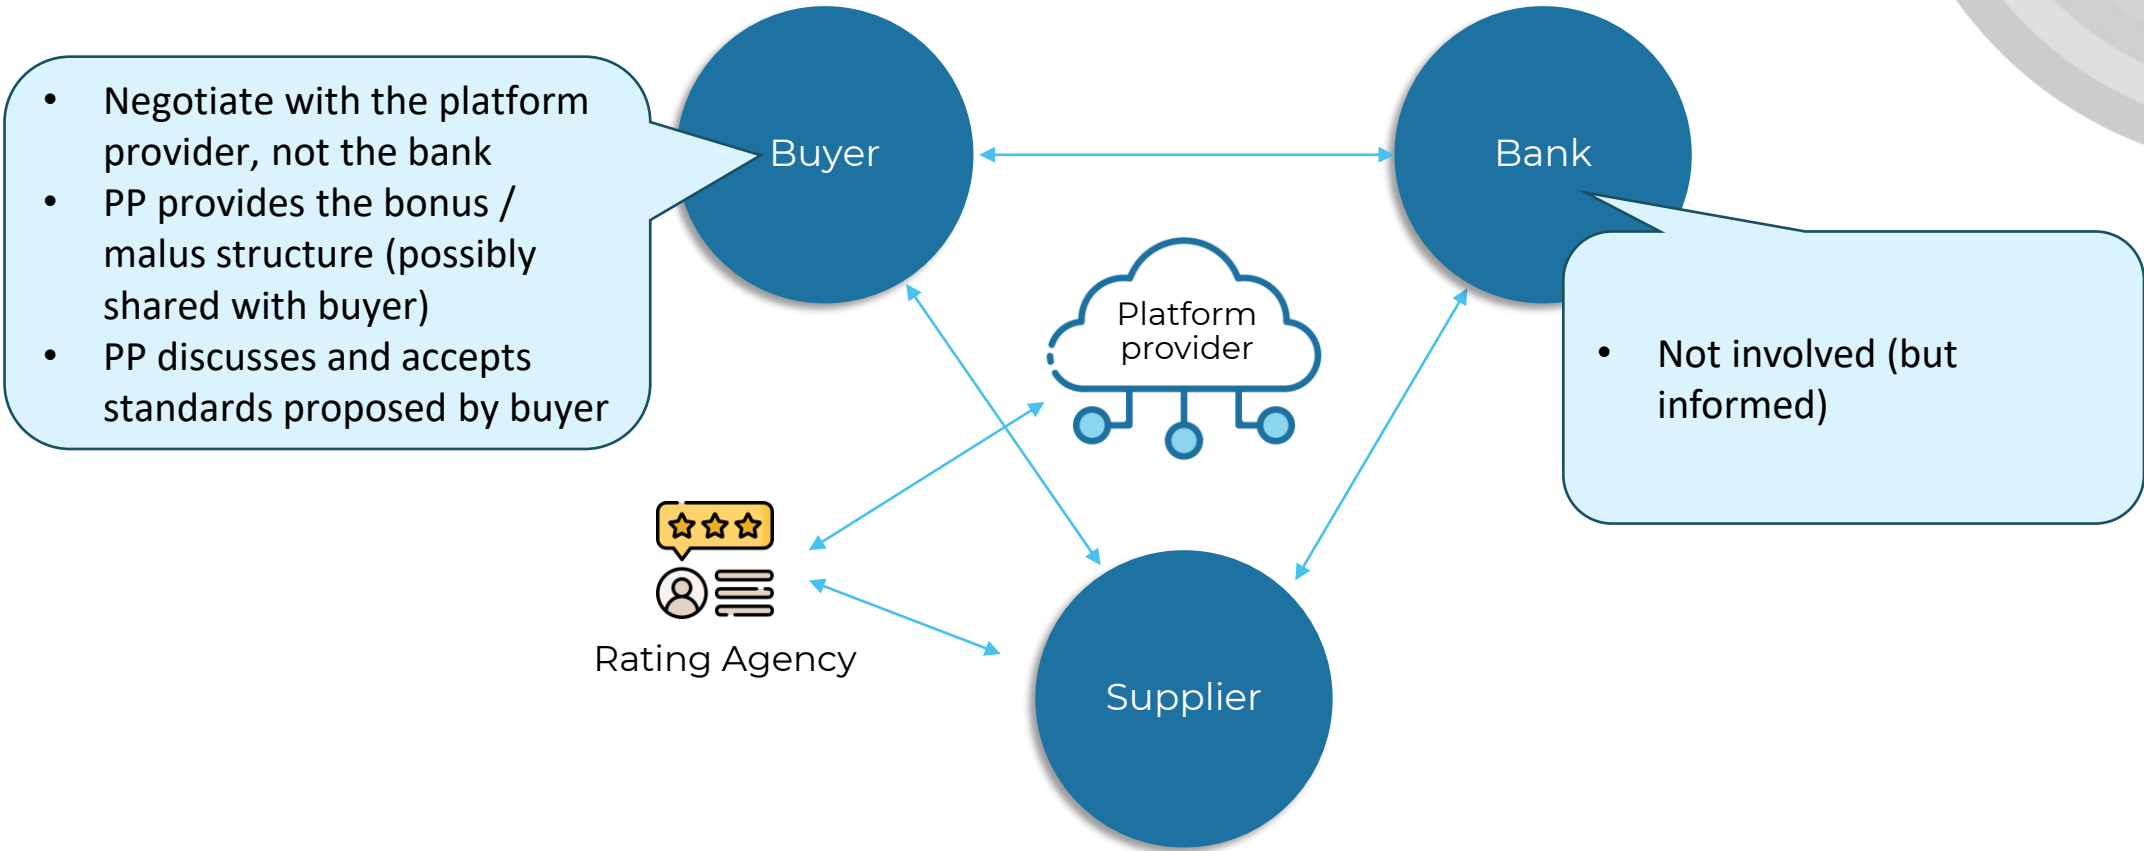 • Negotiate with the platform
provider, not the bank
• PP provides the bonus /
malus structure (possibly
shared with buyer)
• PP discusses and accepts
standards proposed by buyer
Buyer
Bank
Platform
provider
• Not involved (but
informed)
Rating Agency
Supplier